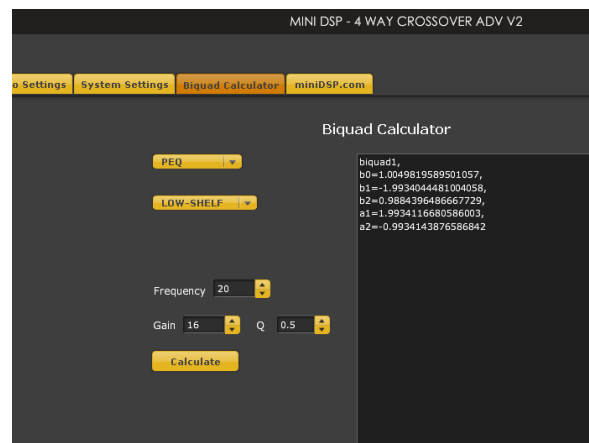 MINI DSP - 4 WAY CROSSOVER ADV V2
o Settings System Settings Biquad Calculator miniDSP.com
Biquad Calculator
PEQ
LOW-SHELF
Frequency 20
Gain 16 Q 0.5
Calculate
biquad1,
b0=1.0049819589501057,
b1=-1.9934044481004058,
b2=0.9884396486667729,
a1=1.9934116680586003,
a2=-0.9934143876586842